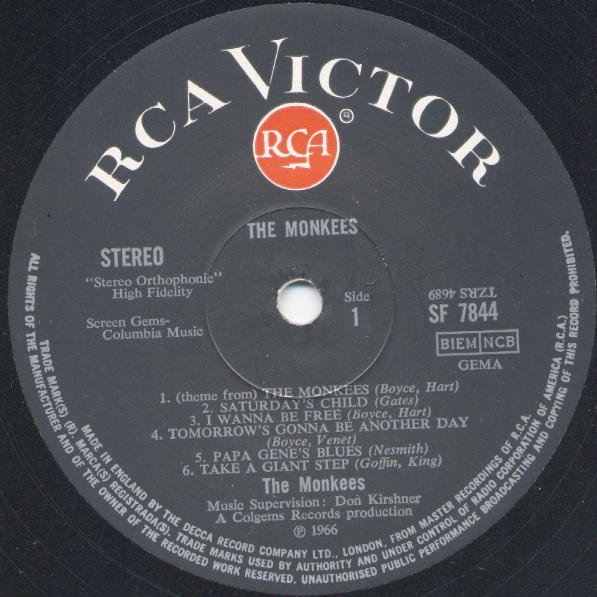 RCA VICTOR
®
RCA
THE MONKEES
STEREO
"Stereo Orthophonic"
High Fidelity
Screen Gems-
Columbia Music
Side
1
TZRS 4689
SF 7844
BIEM NCB
GEMA
1. (theme from) THE MONKEES (Boyce, Hart)
2. SATURDAY'S CHILD (Gates)
3. I WANNA BE FREE (Boyce, Hart)
4. TOMORROW'S GONNA BE ANOTHER DAY
(Boyce, Venet)
5. PAPA GENE'S BLUES (Nesmith)
6. TAKE A GIANT STEP (Goffin, King)
The Monkees
Music Supervision: Don Kirshner
A Colgems Records production
℗ 1966
MADE IN ENGLAND BY THE DECCA RECORD COMPANY LTD., LONDON, FROM MASTER RECORDINGS OF R.C.A.
TRADE MARK(S) (R). MARCA(S) REGISTRADA(S). TRADE MARKS USED BY AUTHORITY AND UNDER CONTROL OF RADIO CORPORATION OF AMERICA (R.C.A.)
ALL RIGHTS OF THE MANUFACTURER AND OF THE OWNER OF THE RECORDED WORK RESERVED. UNAUTHORISED PUBLIC PERFORMANCE BROADCASTING AND COPYING OF THIS RECORD PROHIBITED.